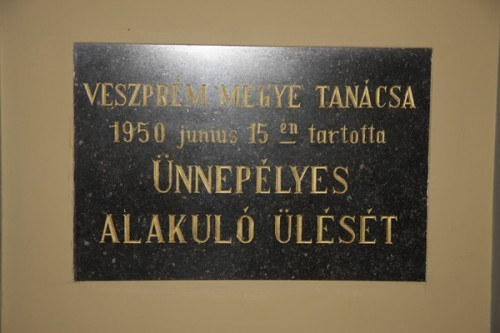 VESZPRÉM MEGYE TANÁCSA
1950 junius 15 én tartotta
ÜNNEPÉLYES
ALAKULÓ ÜLÉSÉT